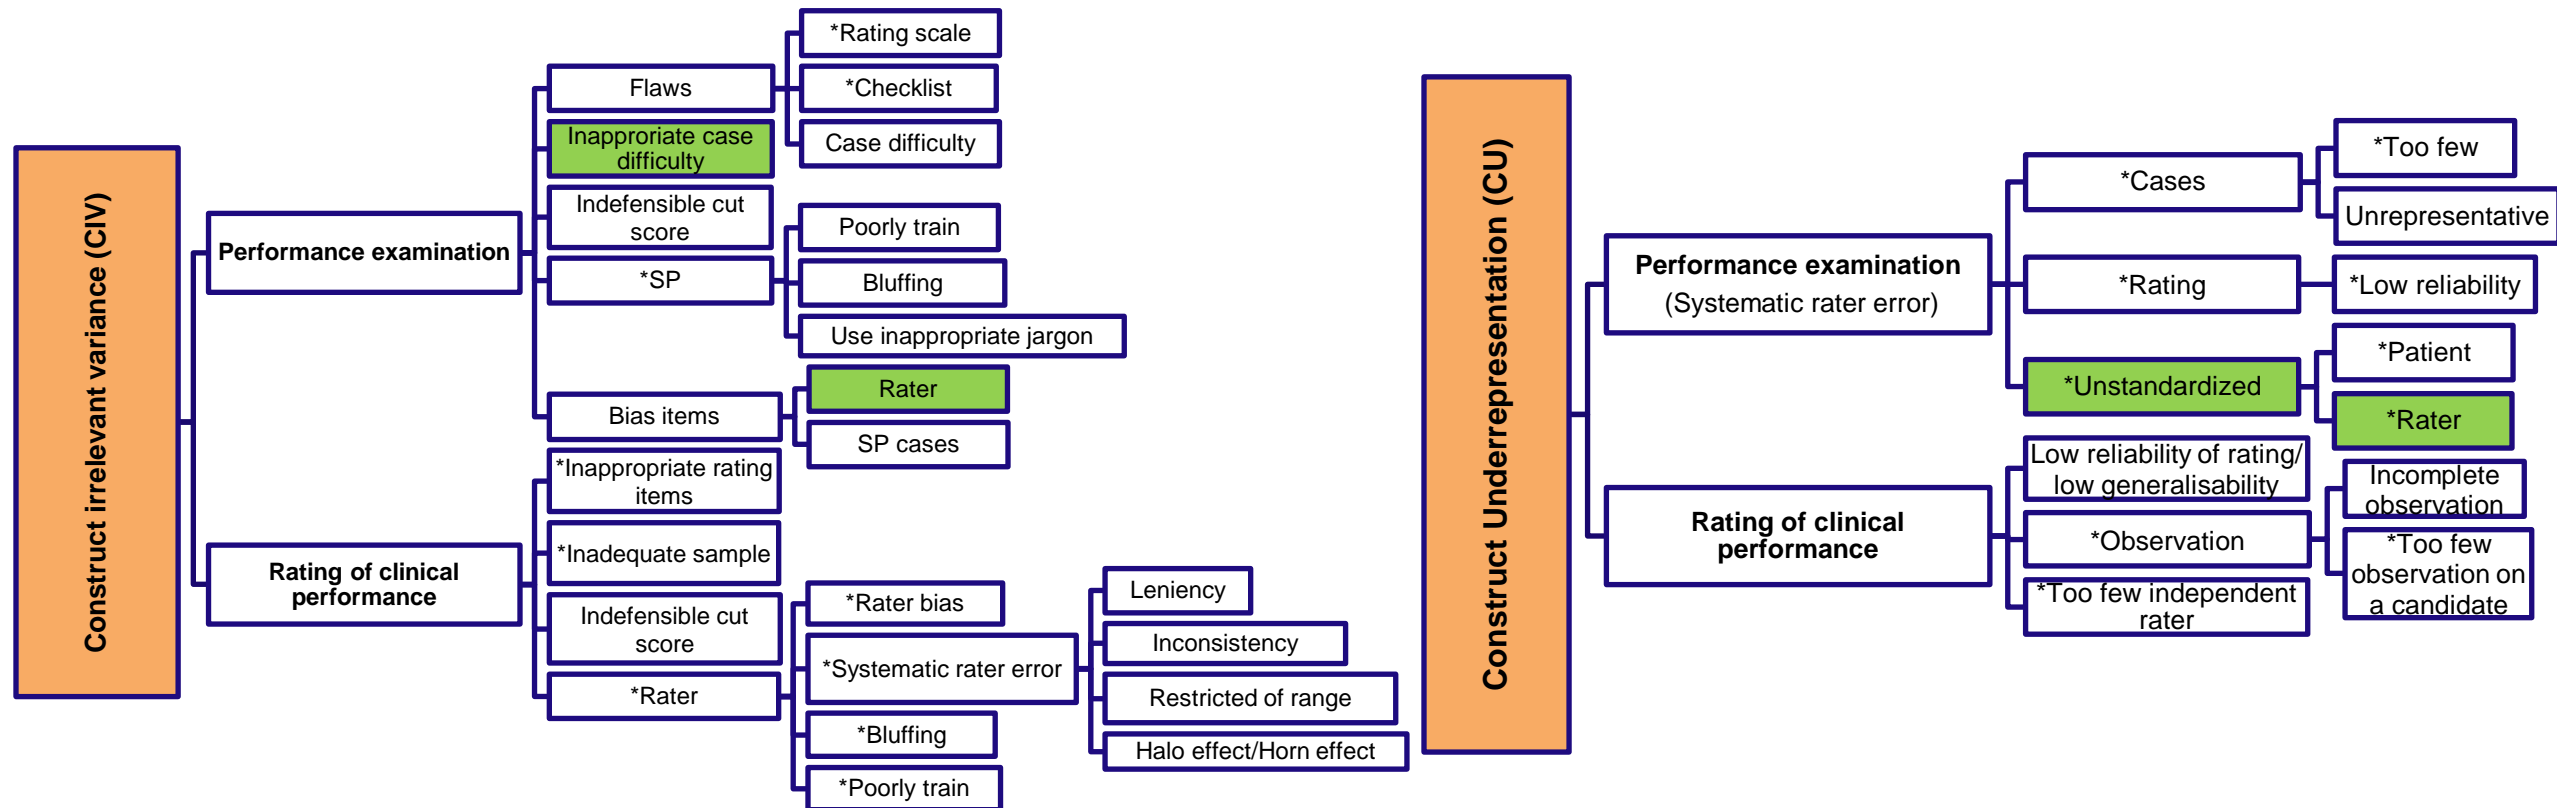 Construct irrelevant variance (CIV)
Performance examination
Flaws
*Rating scale
*Checklist
Case difficulty
Inapproriate case
difficulty
Indefensible cut
score
*SP
Poorly train
Bluffing
Use inappropriate jargon
Bias items
Rater
SP cases
Rating of clinical
performance
*Inappropriate rating
items
*Inadequate sample
Indefensible cut
score
*Rater
*Rater bias
*Systematic rater error
Leniency
Inconsistency
Restricted of range
Halo effect/Horn effect
*Bluffing
*Poorly train
Construct Underrepresentation (CU)
Performance examination
(Systematic rater error)
*Cases
*Too few
Unrepresentative
*Rating
*Low reliability
*Unstandardized
*Patient
*Rater
Rating of clinical
performance
Low reliability of rating/
low generalisability
*Observation
Incomplete
observation
*Too few
observation on
a candidate
*Too few independent
rater